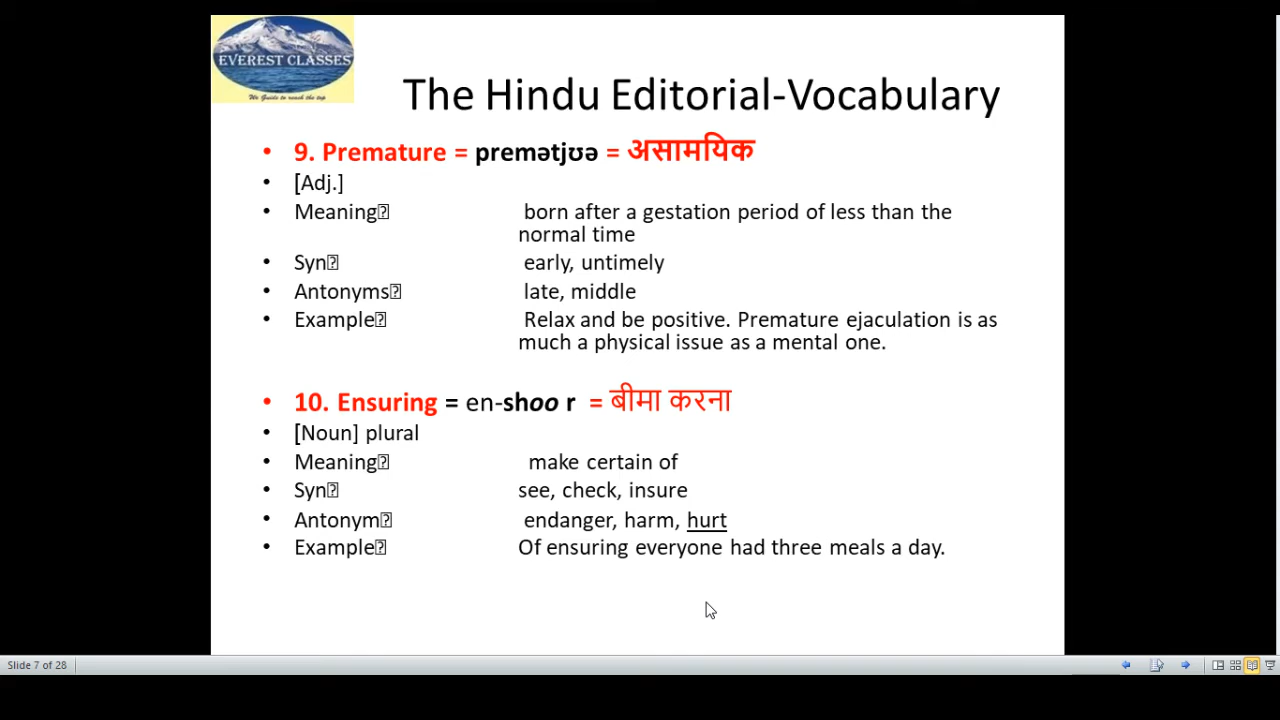 EVEREST CLASSES
We Guide to reach the top
The Hindu Editorial-Vocabulary
• 9. Premature = premətjʊə = असामयिक
• [Adj.]
• Meaning born after a gestation period of less than the
normal time
• Syn early, untimely
• Antonyms late, middle
• Example Relax and be positive. Premature ejaculation is as
much a physical issue as a mental one.
• 10. Ensuring = en-shoo r = बीमा करना
• [Noun] plural
• Meaning make certain of
• Syn see, check, insure
• Antonym endanger, harm, hurt
• Example Of ensuring everyone had three meals a day.
Slide 7 of 28